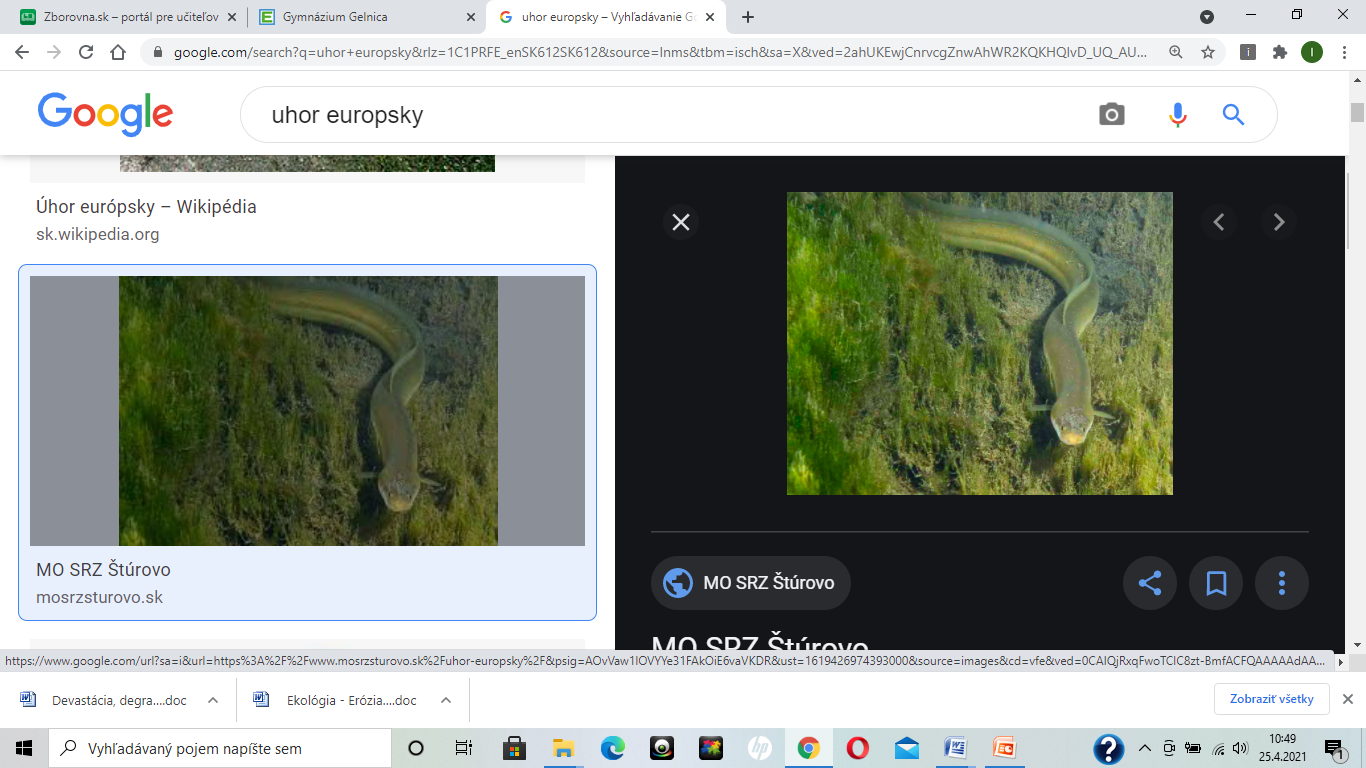 Zborovna.sk – portál pre učiteľov
Gymnázium Gelnica
uhor europsky – Vyhľadávanie Go
google.com/search?q=uhor+europsky&rlz=1C1PRFE_enSK612SK612&source=lnms&tbm=isch&sa=X&ved=2ahUKEwjCnrvcgZnwAhWR2KQKHQlvD_UQ_AU...
I
Google
uhor europsky
Úhor európsky – Wikipédia
sk.wikipedia.org
MO SRZ Štúrovo
mosrzsturovo.sk
MO SRZ Štúrovo
MO SRZ Štúrovo
https://www.google.com/url?sa=i&url=https%3A%2F%2Fwww.mosrzsturovo.sk%2Fuhor-europsky%2F&psig=AOvVaw1lOVYYe31FAkOiE6vaVKDR&ust=1619426974393000&source=images&cd=vfe&ved=0CAIQjRxqFwoTCIC8zt-BmfACFQAAAAAdAA...
Devastácia, degra....doc
Ekológia - Erózia....doc
Zobraziť všetky
Vyhľadávaný pojem napíšte sem
10:49
25.4.2021
1